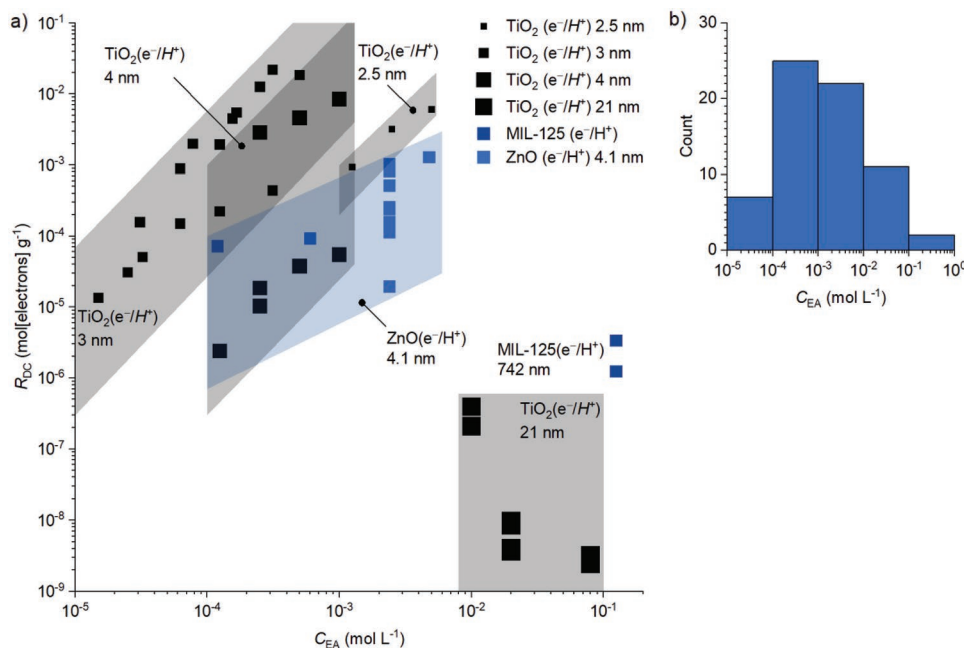 a)
10⁻¹
10⁻²
10⁻³
10⁻⁴
10⁻⁵
10⁻⁶
10⁻⁷
10⁻⁸
10⁻⁹
R_DC (mol[electrons] g⁻¹)
TiO₂(e⁻/H⁺)
4 nm
TiO₂(e⁻/H⁺)
2.5 nm
TiO₂(e⁻/H⁺)
3 nm
ZnO(e⁻/H⁺)
4.1 nm
MIL-125(e⁻/H⁺)
742 nm
TiO₂(e⁻/H⁺)
21 nm
10⁻⁵ 10⁻⁴ 10⁻³ 10⁻² 10⁻¹
C_EA (mol L⁻¹)
TiO₂ (e⁻/H⁺) 2.5 nm
TiO₂ (e⁻/H⁺) 3 nm
TiO₂ (e⁻/H⁺) 4 nm
TiO₂ (e⁻/H⁺) 21 nm
MIL-125 (e⁻/H⁺)
ZnO (e⁻/H⁺) 4.1 nm
b)
30
20
10
0
Count
10⁻⁵ 10⁻⁴ 10⁻³ 10⁻² 10⁻¹ 10⁰
C_EA (mol L⁻¹)